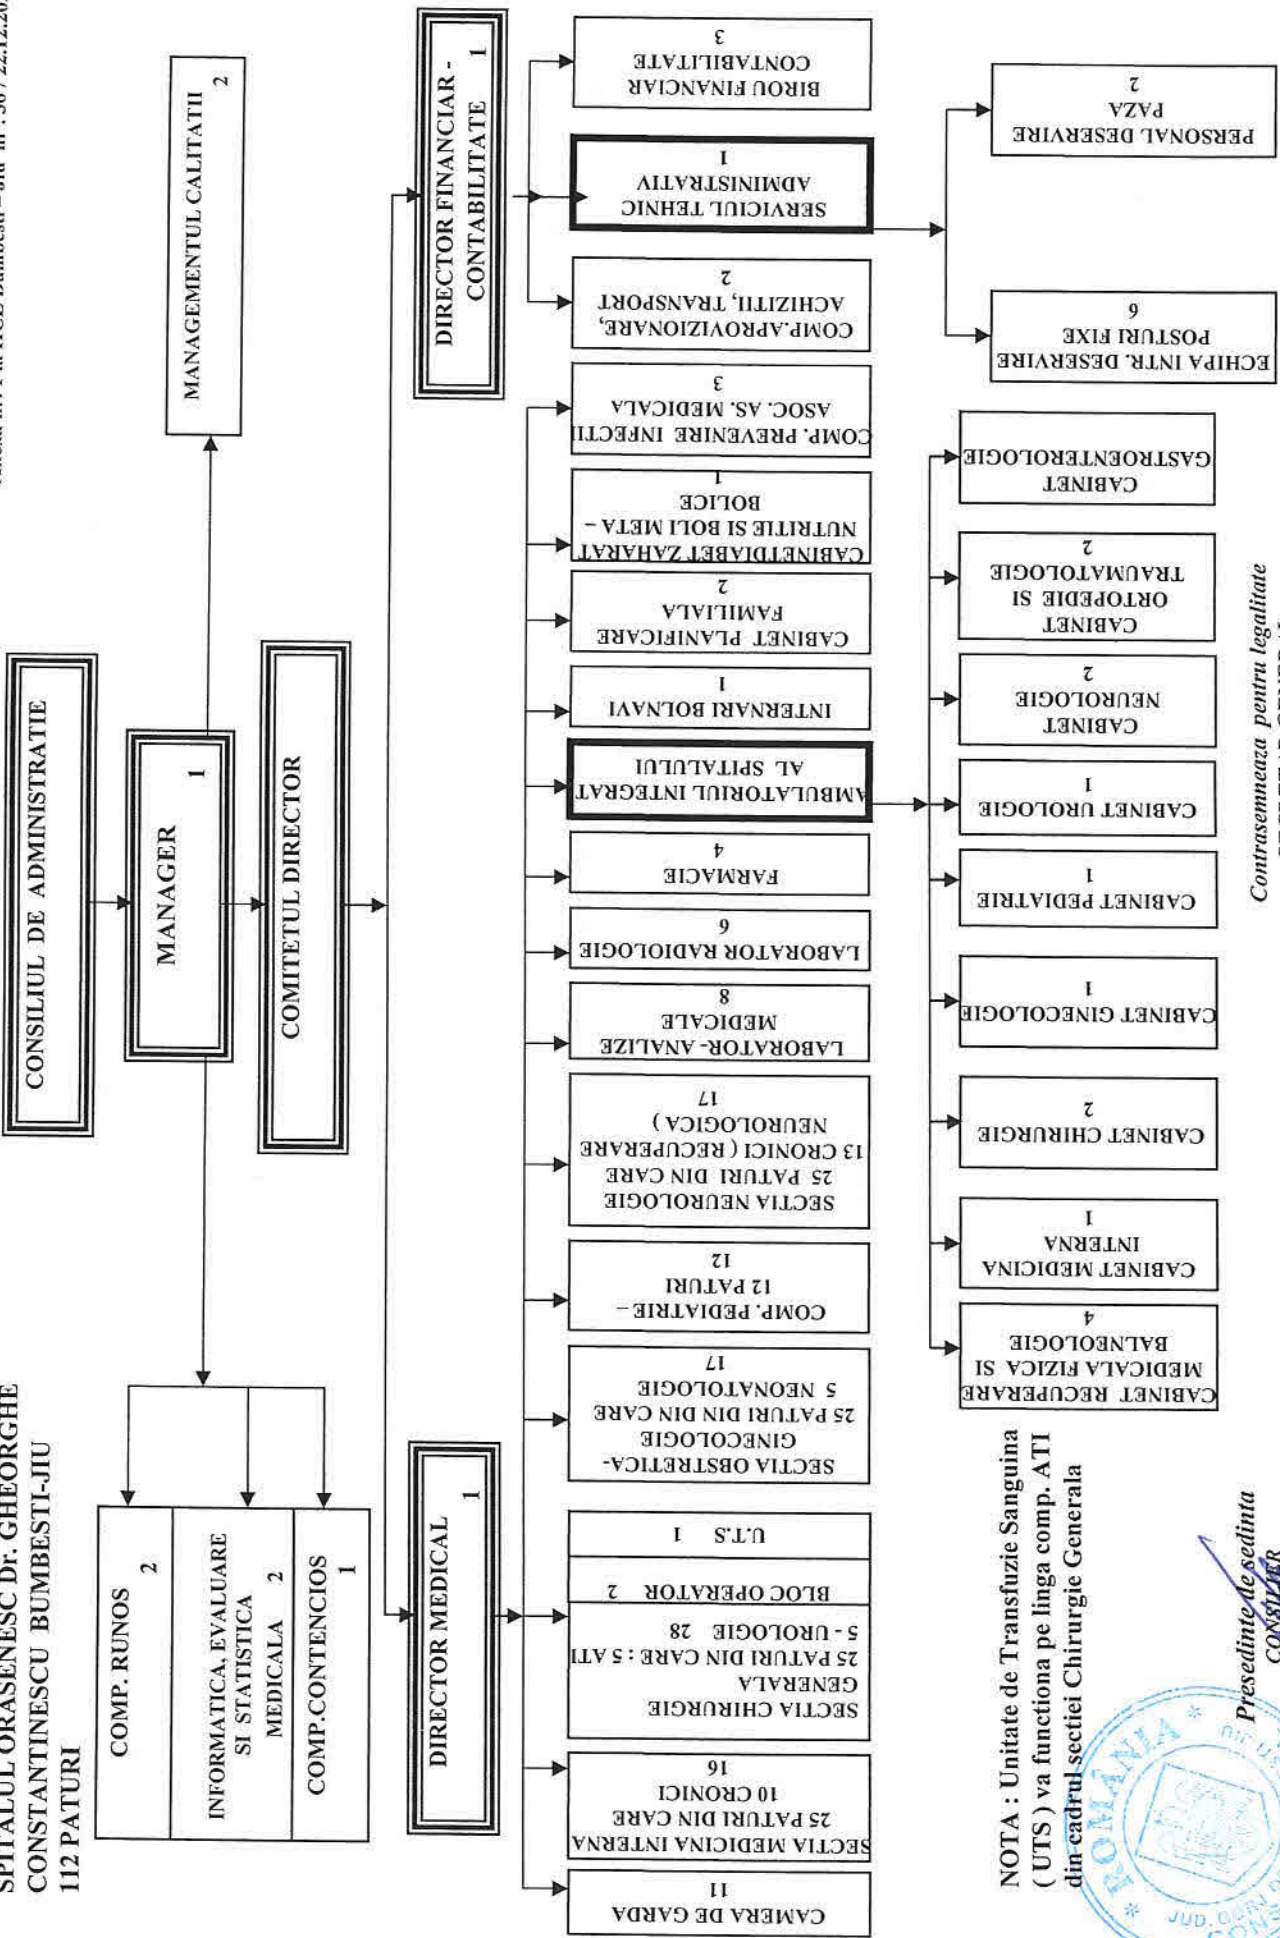 SPITALUL ORASENESC Dr. GHEORGHE
CONSTANTINESCU BUMBESTI-JIU
112 PATURI
CONSILIUL DE ADMINISTRATIE
MANAGER
1
COMITETUL DIRECTOR
MANAGEMENTUL CALITATII
2
COMP. RUNOS
2
INFORMATICA, EVALUARE
SI STATISTICA
MEDICALA 2
COMP.CONTENCIOS
1
DIRECTOR MEDICAL
1
DIRECTOR FINANCIAR -
CONTABILITATE 1
CAMERA DE GARDA
11
SECTIA MEDICINA INTERNA
25 PATURI DIN CARE
10 CRONICI
16
SECTIA CHIRURGIE
GENERALA
25 PATURI DIN CARE : 5 ATI
5 - UROLOGIE 28
BLOC OPERATOR 2
U.T.S 1
SECTIA OBSTRETICA-
GINECOLOGIE
25 PATURI DIN DIN CARE
5 NEONATOLOGIE
17
COMP. PEDIATRIE –
12 PATURI
12
SECTIA NEUROLOGIE
25 PATURI DIN CARE
13 CRONICI ( RECUPERARE
NEUROLOGICA )
17
LABORATOR- ANALIZE
MEDICALE
8
LABORATOR RADIOLOGIE
6
FARMACIE
4
AMBULATORIUL INTEGRAT
AL SPITALULUI
INTERNARI BOLNAVI
1
CABINET PLANIFICARE
FAMILIALA
2
CABINETDIABET ZAHARAT
NUTRITIE SI BOLI META –
BOLICE
1
COMP. PREVENIRE INFECTII
ASOC. AS. MEDICALA
3
COMP.APROVIZIONARE,
ACHIZITII, TRANSPORT
2
SERVICIUL TEHNIC
ADMINISTRATIV
1
BIROU FINANCIAR
CONTABILITATE
3
CABINET RECUPERARE
MEDICALA FIZICA SI
BALNEOLOGIE
4
CABINET MEDICINA
INTERNA
1
CABINET CHIRURGIE
2
CABINET GINECOLOGIE
1
CABINET PEDIATRIE
1
CABINET UROLOGIE
1
CABINET
NEUROLOGIE
2
CABINET
ORTOPEDIE SI
TRAUMATOLOGIE
2
CABINET
GASTROENTEROLOGIE
ECHIPA INTR. DESERVIRE
POSTURI FIXE
6
PERSONAL DESERVIRE
PAZA
2
NOTA : Unitate de Transfuzie Sanguina
( UTS ) va functiona pe linga comp. ATI
din cadrul sectiei Chirurgie Generala
Presedinte de sedinta
CONSILIER
Contrasemneaza pentru legalitate
* ROMANIA *
JUD. GORJ